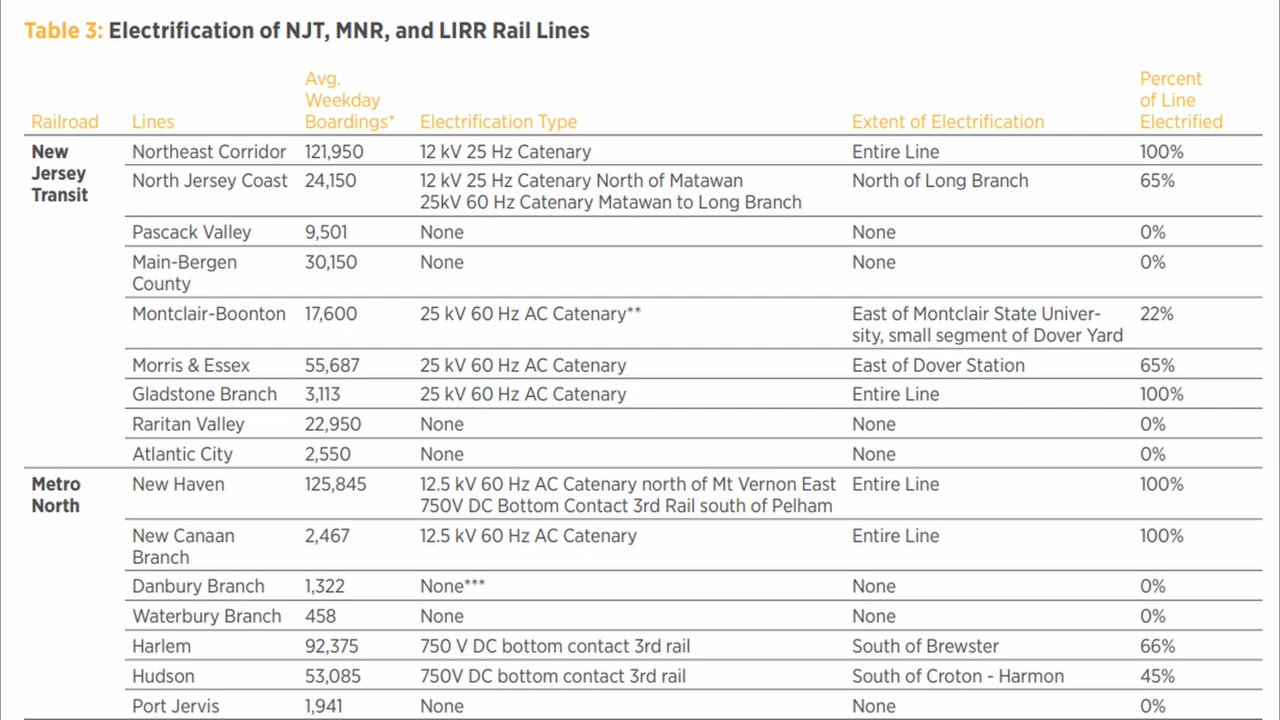 Table 3: Electrification of NJT, MNR, and LIRR Rail Lines
Railroad Lines Avg. Weekday Boardings* Electrification Type Extent of Electrification Percent of Line Electrified
New Jersey Transit
Northeast Corridor 121,950 12 kV 25 Hz Catenary Entire Line 100%
North Jersey Coast 24,150 12 kV 25 Hz Catenary North of Matawan North of Long Branch 65%
25kV 60 Hz Catenary Matawan to Long Branch
Pascack Valley 9,501 None None 0%
Main-Bergen 30,150 None None 0%
County
Montclair-Boonton 17,600 25 kV 60 Hz AC Catenary** East of Montclair State Univer- 22%
sity, small segment of Dover Yard
Morris & Essex 55,687 25 kV 60 Hz AC Catenary East of Dover Station 65%
Gladstone Branch 3,113 25 kV 60 Hz AC Catenary Entire Line 100%
Raritan Valley 22,950 None None 0%
Atlantic City 2,550 None None 0%
Metro North
New Haven 125,845 12.5 kV 60 Hz AC Catenary north of Mt Vernon East Entire Line 100%
750V DC Bottom Contact 3rd Rail south of Pelham
New Canaan 2,467 12.5 kV 60 Hz AC Catenary Entire Line 100%
Branch
Danbury Branch 1,322 None*** None 0%
Waterbury Branch 458 None None 0%
Harlem 92,375 750 V DC bottom contact 3rd rail South of Brewster 66%
Hudson 53,085 750V DC bottom contact 3rd rail South of Croton - Harmon 45%
Port Jervis 1,941 None None 0%